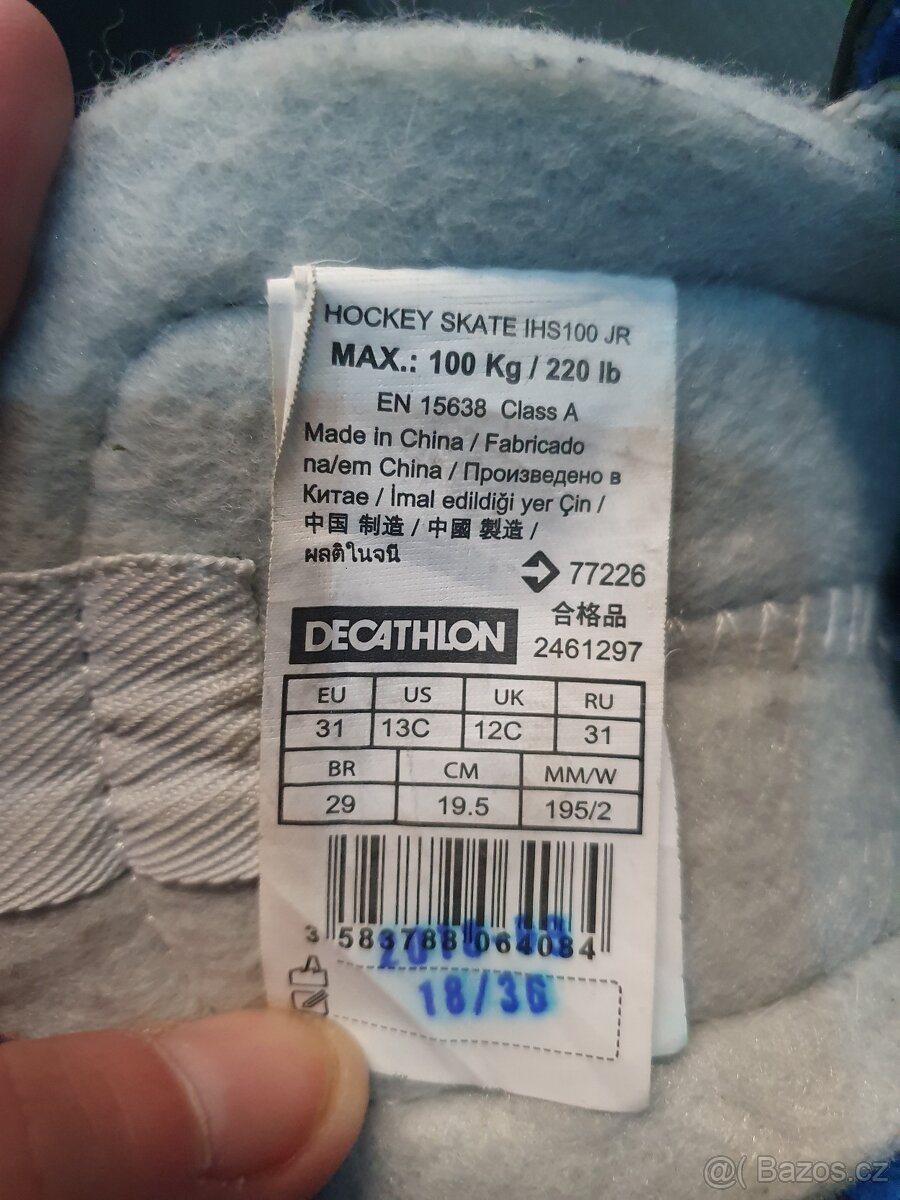 HOCKEY SKATE IHS100 JR
MAX.: 100 Kg / 220 lb
EN 15638 Class A
Made in China / Fabricado
na/em China / Произведено в
Китае / İmal edildiği yer Çin /
中国 制造 / 中國 製造 /
ผลิตในจีน
77226
合格品
DECATHLON 2461297
EU US UK RU
31 13C 12C 31
BR CM MM/W
29 19.5 195/2
3 583788 064084
18/36
@( Bazos.cz